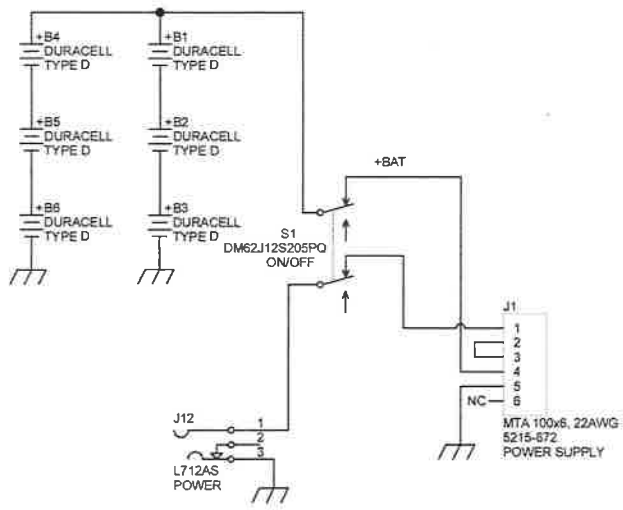 +B4
DURACELL
TYPE D
+B1
DURACELL
TYPE D
+B5
DURACELL
TYPE D
+B2
DURACELL
TYPE D
+B6
DURACELL
TYPE D
+B3
DURACELL
TYPE D
+BAT
S1
DM62J12S205PQ
ON/OFF
J1
1
2
3
4
5
NC 6
MTA 100x6, 22AWG
5215-672
POWER SUPPLY
J12
1
2
3
L712AS
POWER